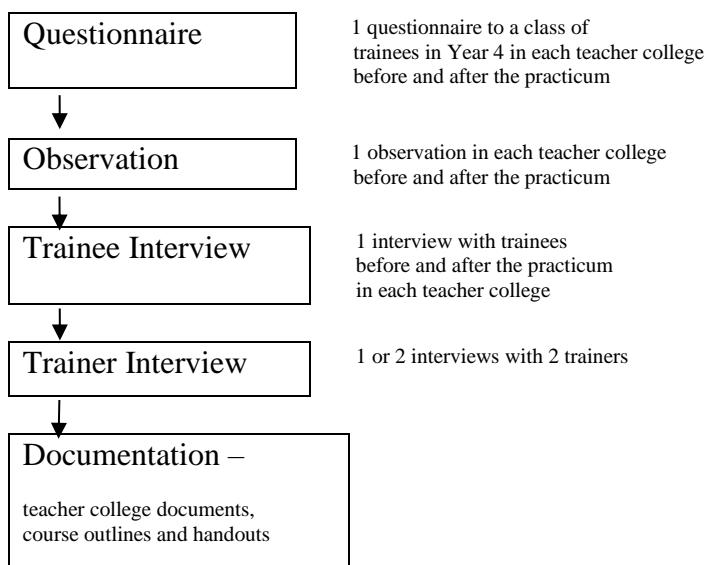 Questionnaire
1 questionnaire to a class of
trainees in Year 4 in each teacher college
before and after the practicum
Observation
1 observation in each teacher college
before and after the practicum
Trainee Interview
1 interview with trainees
before and after the practicum
in each teacher college
Trainer Interview
1 or 2 interviews with 2 trainers
Documentation –
teacher college documents,
course outlines and handouts